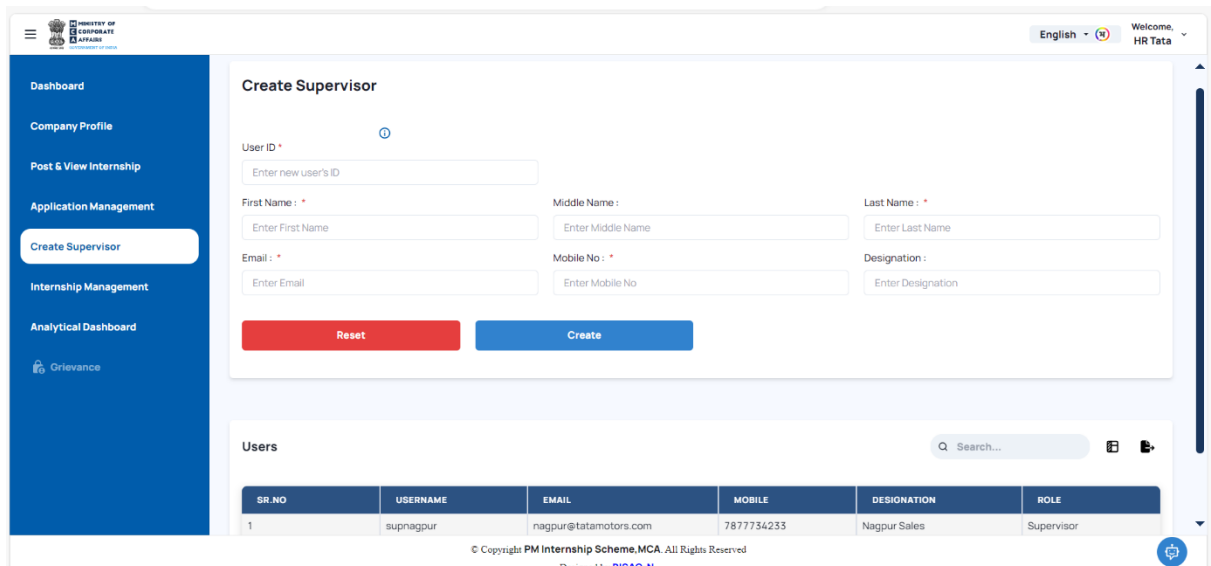 MINISTRY OF
CORPORATE
AFFAIRS
GOVERNMENT OF INDIA
English
अ
Welcome,
HR Tata
Dashboard
Company Profile
Post & View Internship
Application Management
Create Supervisor
Internship Management
Analytical Dashboard
Grievance
Create Supervisor
User ID *
Enter new user's ID
First Name : * Middle Name : Last Name : *
Enter First Name Enter Middle Name Enter Last Name
Email : * Mobile No : * Designation :
Enter Email Enter Mobile No Enter Designation
Reset Create
Users
Search...
SR.NO USERNAME EMAIL MOBILE DESIGNATION ROLE
1 supnagpur nagpur@tatamotors.com 7877734233 Nagpur Sales Supervisor
© Copyright PM Internship Scheme,MCA. All Rights Reserved